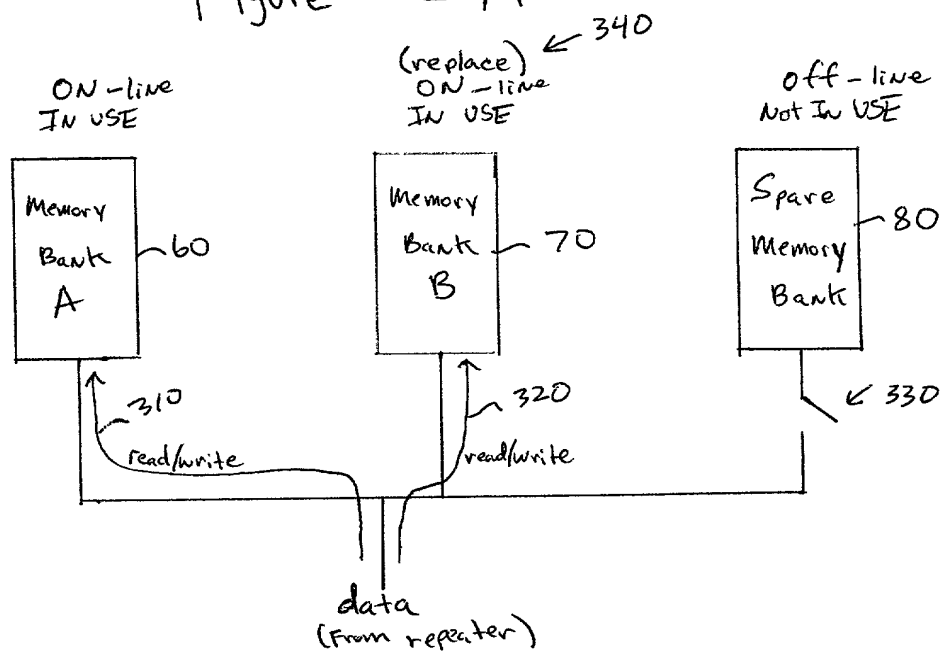 Figure
340
(replace)
ON-line
IN USE
ON-line
IN USE
Off-line
Not In USE
Memory
Bank
A
60
Memory
Bank
B
70
Spare
Memory
Bank
80
310
read/write
320
read/write
330
data
(From repeater)